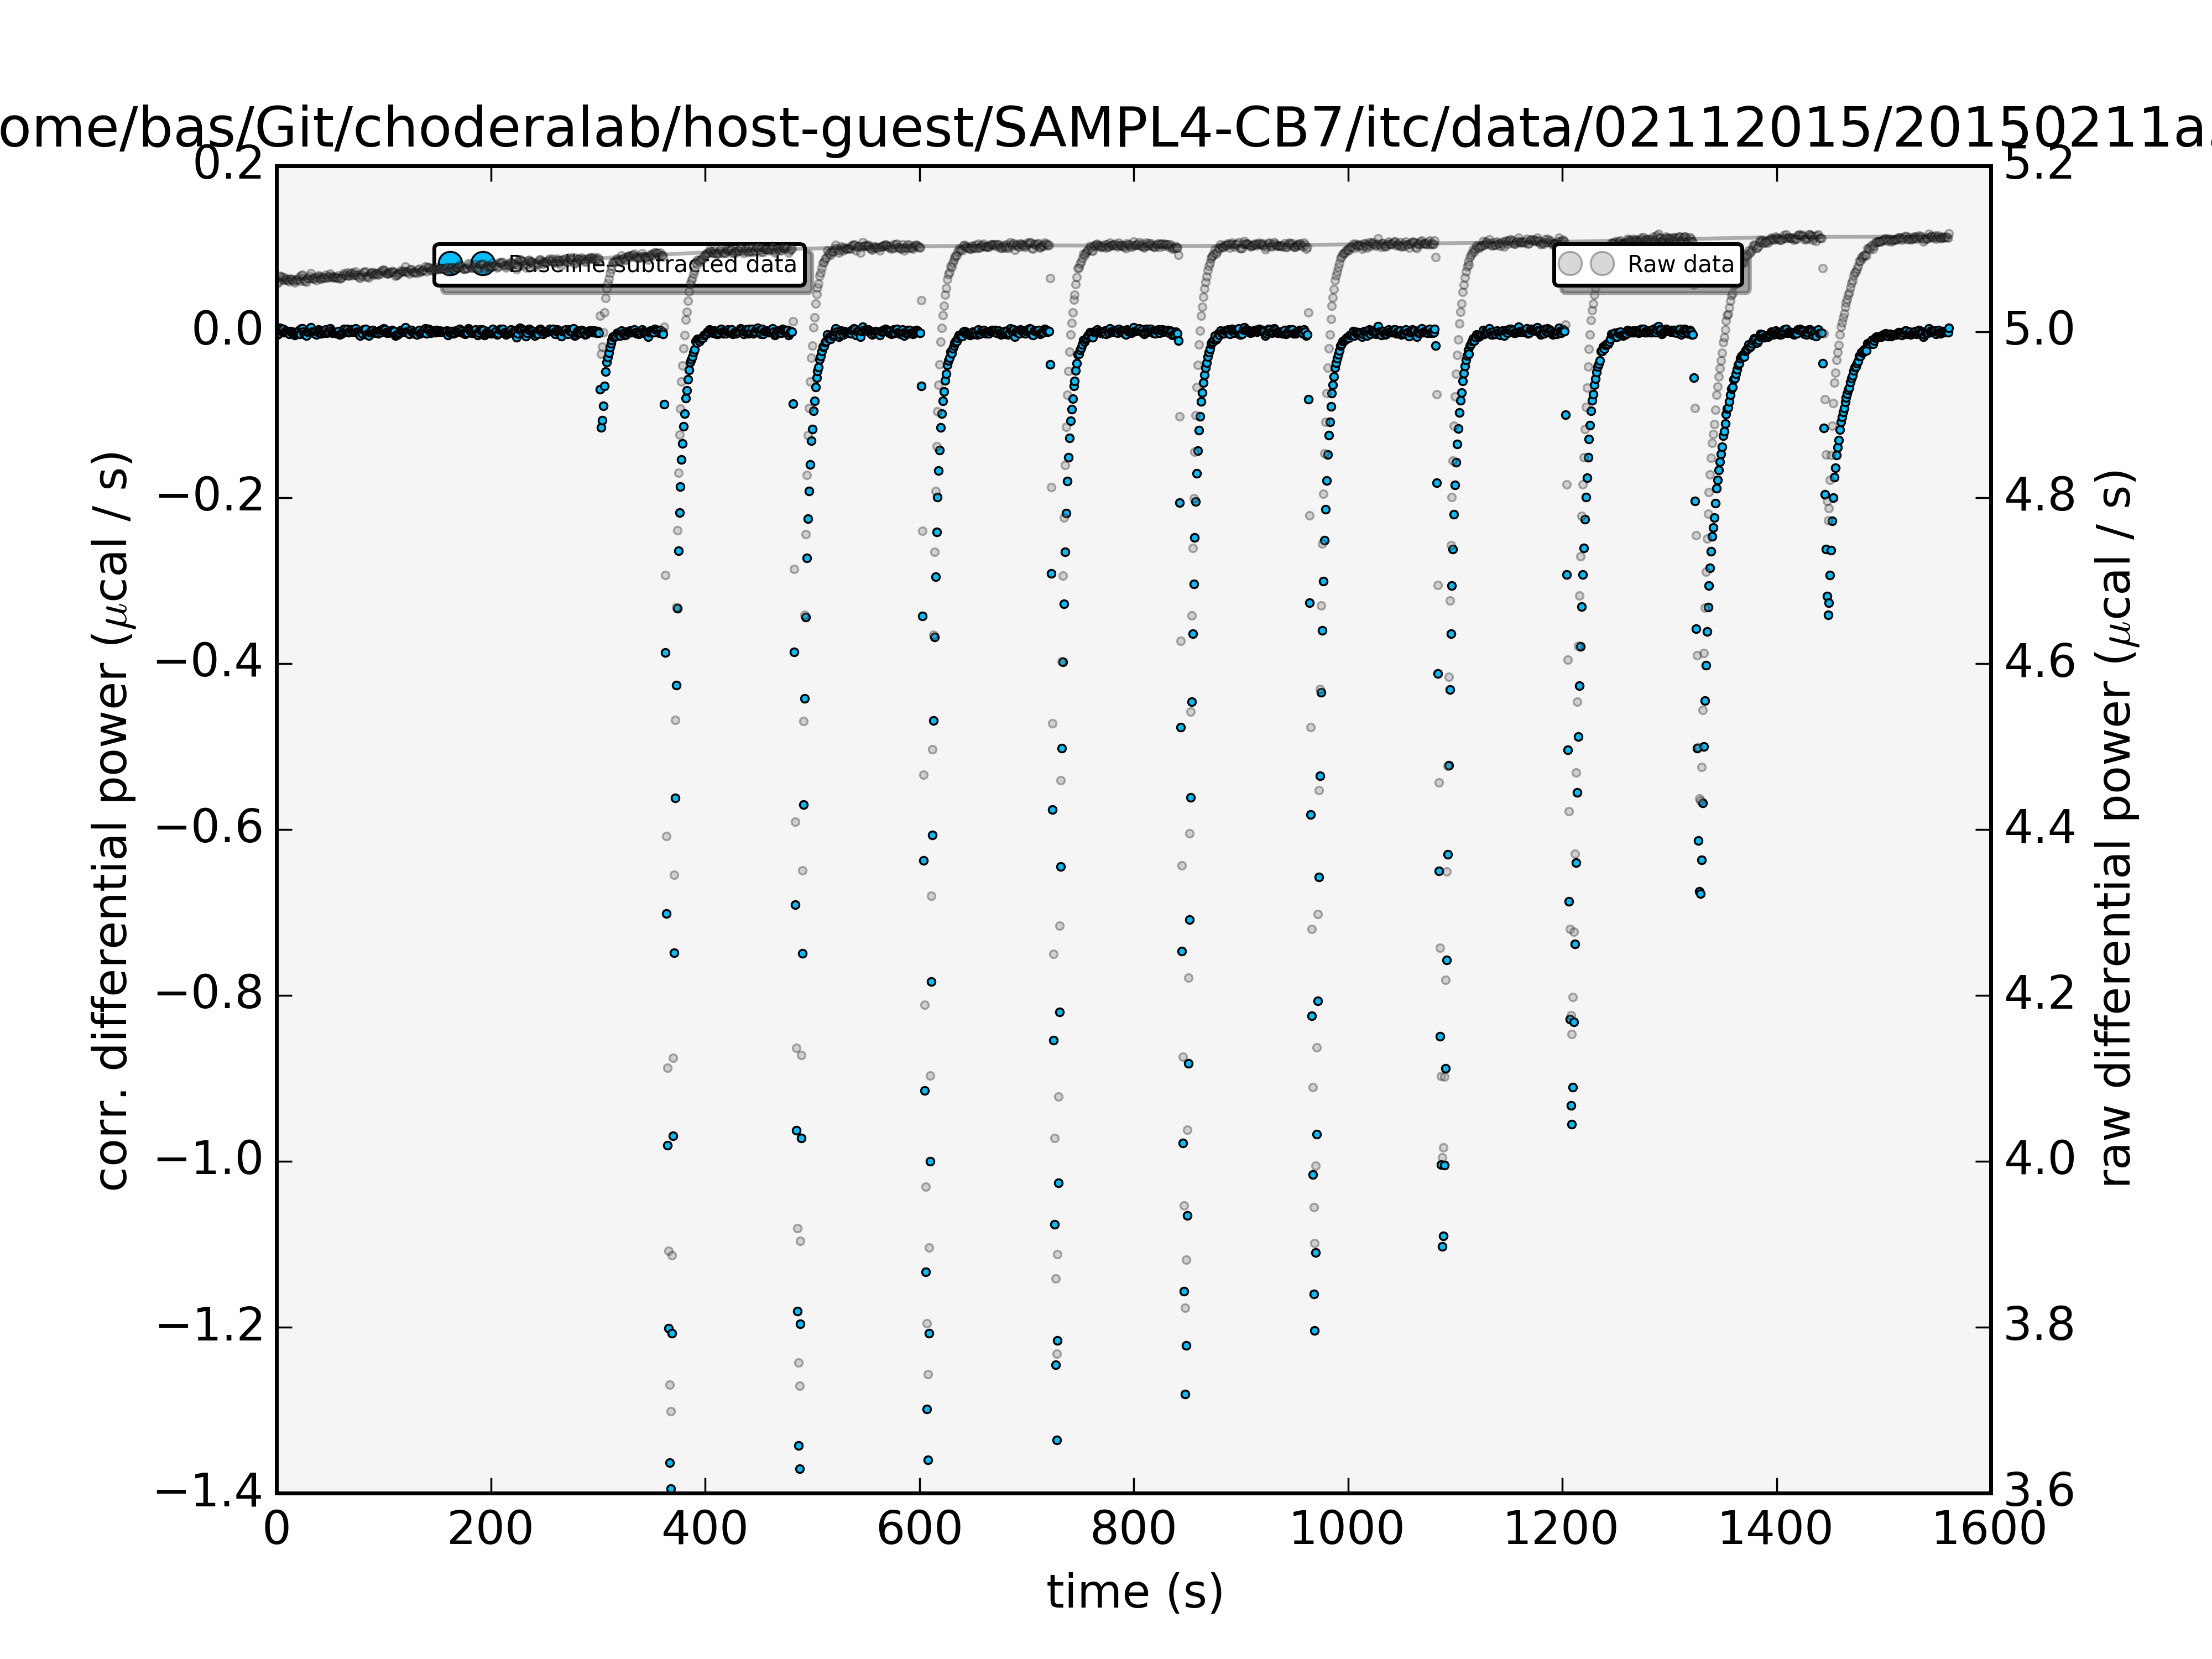 ome/bas/Git/choderalab/host-guest/SAMPL4-CB7/itc/data/02112015/20150211a
0.2
0.0
−0.2
−0.4
−0.6
−0.8
−1.0
−1.2
−1.4
corr. differential power (μcal / s)
Baseline-subtracted data
Raw data
5.2
5.0
4.8
4.6
4.4
4.2
4.0
3.8
3.6
raw differential power (μcal / s)
0 200 400 600 800 1000 1200 1400 1600
time (s)